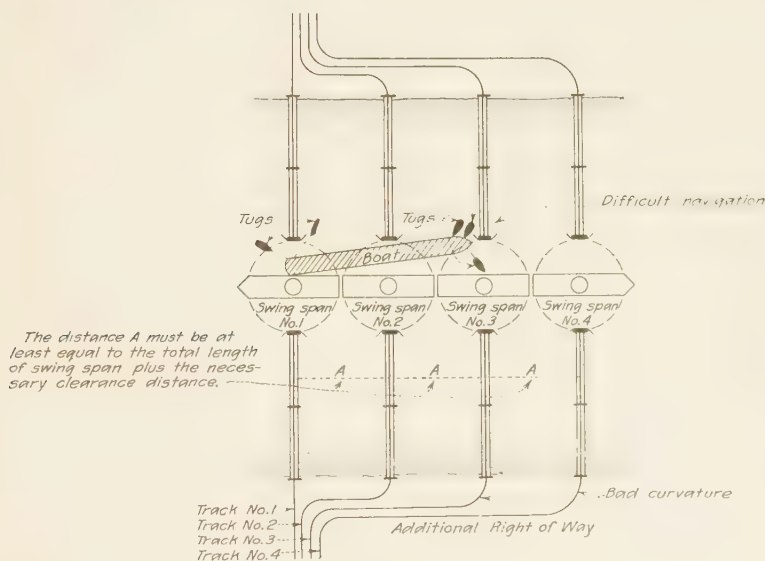 Difficult navigation
Tugs
Tugs
Boat
Swing span
No.1
Swing span
No.2
Swing span
No.3
Swing span
No.4
The distance A must be at
least equal to the total length
of swing span plus the neces-
sary clearance distance.
A
A
A
Track No.1
Track No.2
Track No.3
Track No.4
Bad curvature
Additional Right of Way